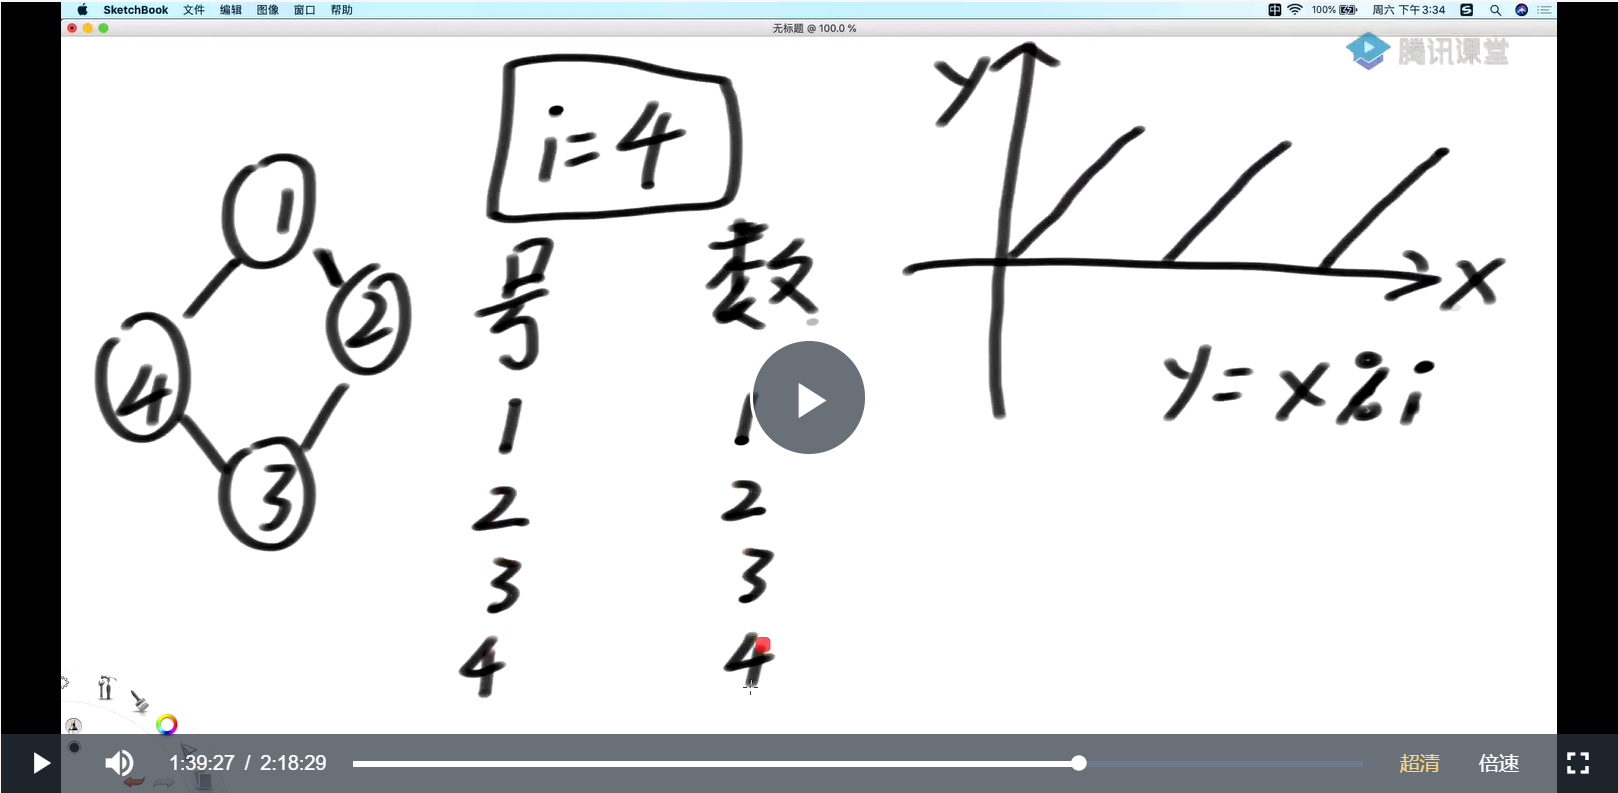 SketchBook 文件 编辑 图像 窗口 帮助
100% 周六 下午3:34
无标题 @ 100.0 %
腾讯课堂
i=4
y
x
1
2
4
3
号 数
1 1
2 2
3 3
4 4
y=x%i
1:39:27 / 2:18:29 超清 倍速